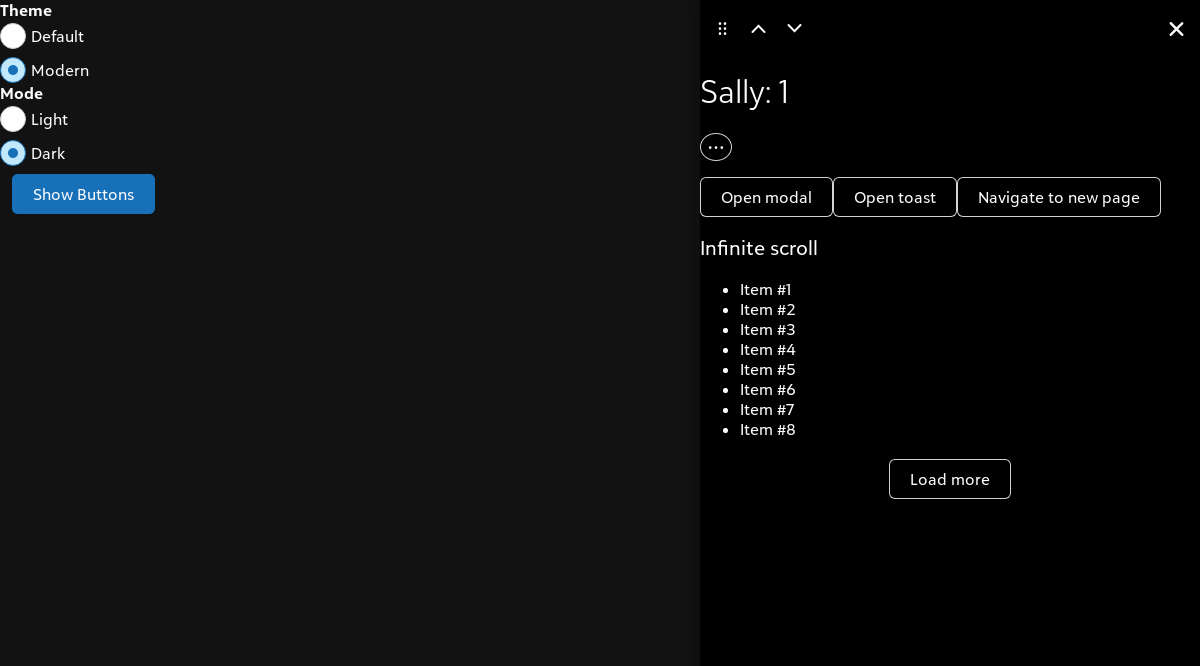 Theme
Default
Modern
Mode
Light
Dark
Show Buttons
Sally: 1
Open modal Open toast Navigate to new page
Infinite scroll
Item #1
Item #2
Item #3
Item #4
Item #5
Item #6
Item #7
Item #8
Load more